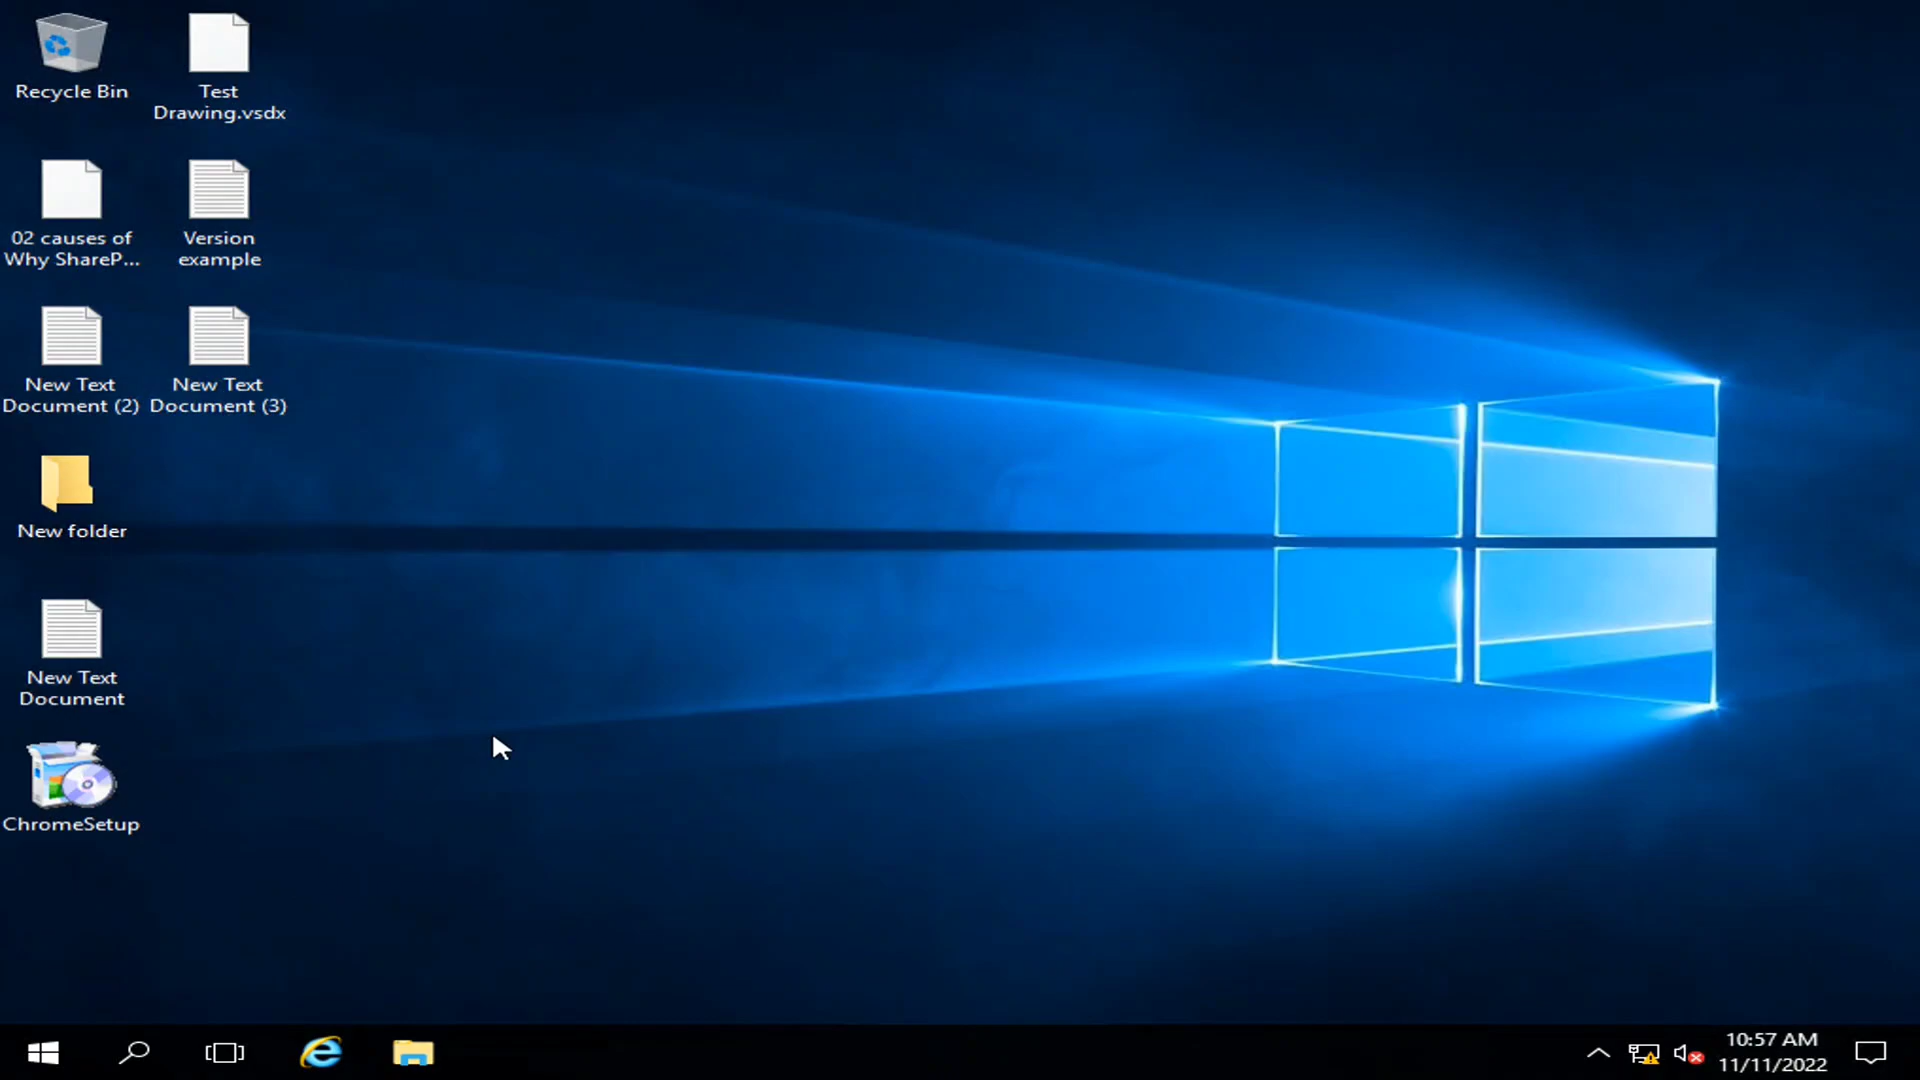 Recycle Bin
Test
Drawing.vsdx
02 causes of
Why ShareP...
Version
example
New Text
Document (2)
New Text
Document (3)
New folder
New Text
Document
ChromeSetup
10:57 AM
11/11/2022